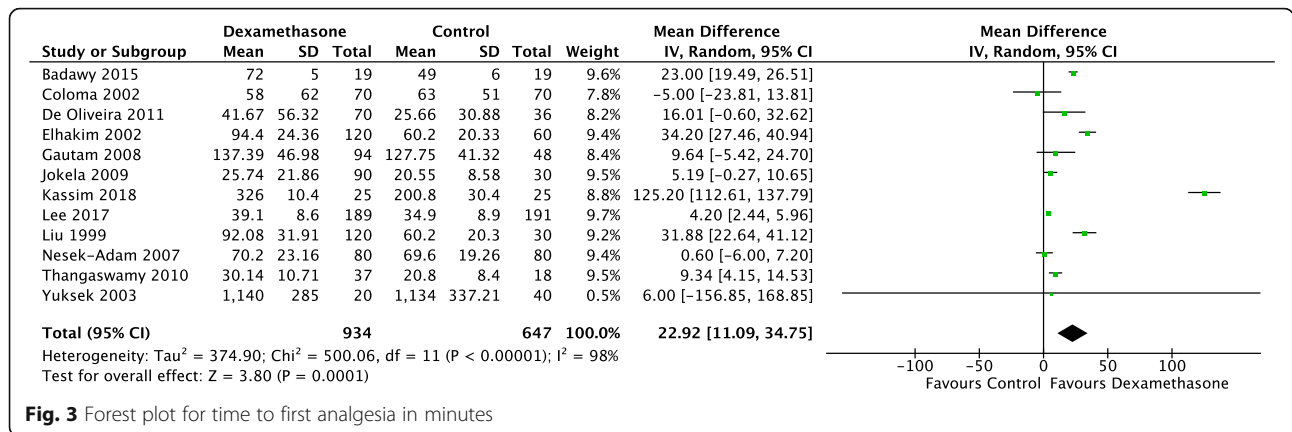 Dexamethasone Control Mean Difference Mean Difference
Study or Subgroup Mean SD Total Mean SD Total Weight IV, Random, 95% CI IV, Random, 95% CI
Badawy 2015 72 5 19 49 6 19 9.6% 23.00 [19.49, 26.51]
Coloma 2002 58 62 70 63 51 70 7.8% -5.00 [-23.81, 13.81]
De Oliveira 2011 41.67 56.32 70 25.66 30.88 36 8.2% 16.01 [-0.60, 32.62]
Elhakim 2002 94.4 24.36 120 60.2 20.33 60 9.4% 34.20 [27.46, 40.94]
Gautam 2008 137.39 46.98 94 127.75 41.32 48 8.4% 9.64 [-5.42, 24.70]
Jokela 2009 25.74 21.86 90 20.55 8.58 30 9.5% 5.19 [-0.27, 10.65]
Kassim 2018 326 10.4 25 200.8 30.4 25 8.8% 125.20 [112.61, 137.79]
Lee 2017 39.1 8.6 189 34.9 8.9 191 9.7% 4.20 [2.44, 5.96]
Liu 1999 92.08 31.91 120 60.2 20.3 30 9.2% 31.88 [22.64, 41.12]
Nesek-Adam 2007 70.2 23.16 80 69.6 19.26 80 9.4% 0.60 [-6.00, 7.20]
Thangaswamy 2010 30.14 10.71 37 20.8 8.4 18 9.5% 9.34 [4.15, 14.53]
Yuksek 2003 1,140 285 20 1,134 337.21 40 0.5% 6.00 [-156.85, 168.85]
Total (95% CI) 934 647 100.0% 22.92 [11.09, 34.75]
Heterogeneity: Tau² = 374.90; Chi² = 500.06, df = 11 (P < 0.00001); I² = 98%
Test for overall effect: Z = 3.80 (P = 0.0001)
-100 -50 0 50 100
Favours Control Favours Dexamethasone
Fig. 3 Forest plot for time to first analgesia in minutes